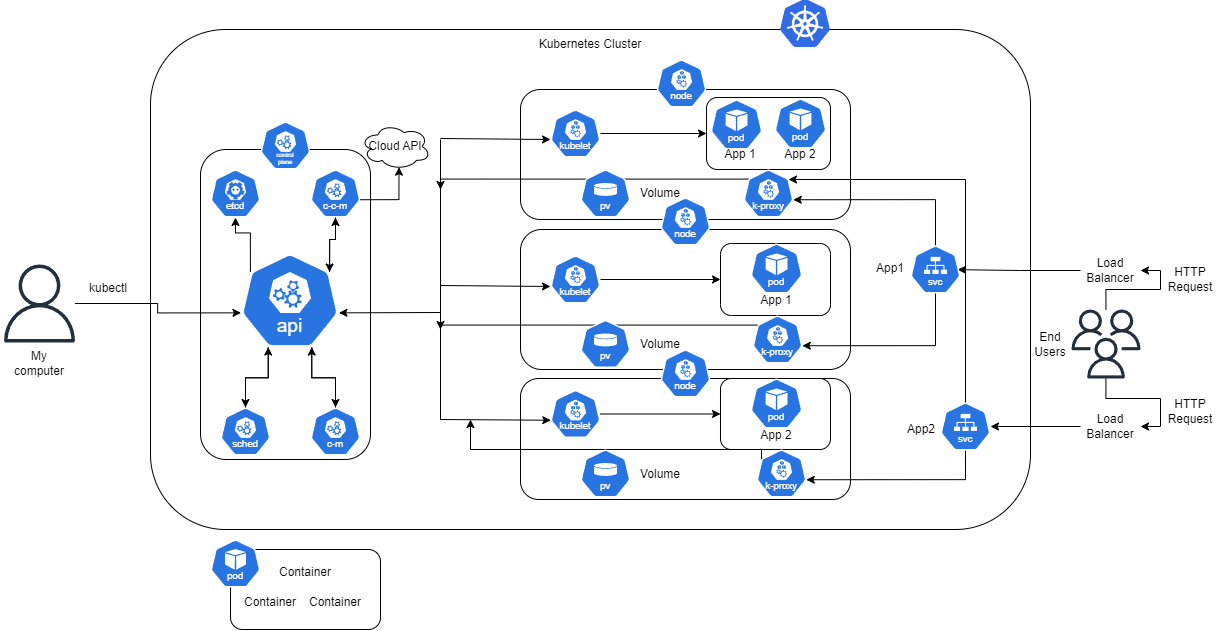 Kubernetes Cluster
node
kubelet
pod
pod
App 1
App 2
pv
Volume
k-proxy
control
plane
Cloud API
etcd
c-c-m
api
sched
c-m
kubectl
My
computer
node
kubelet
pod
App 1
pv
Volume
k-proxy
node
kubelet
pod
App 2
pv
Volume
k-proxy
App1
svc
App2
svc
Load
Balancer
HTTP
Request
End
Users
Load
Balancer
HTTP
Request
pod
Container
Container
Container